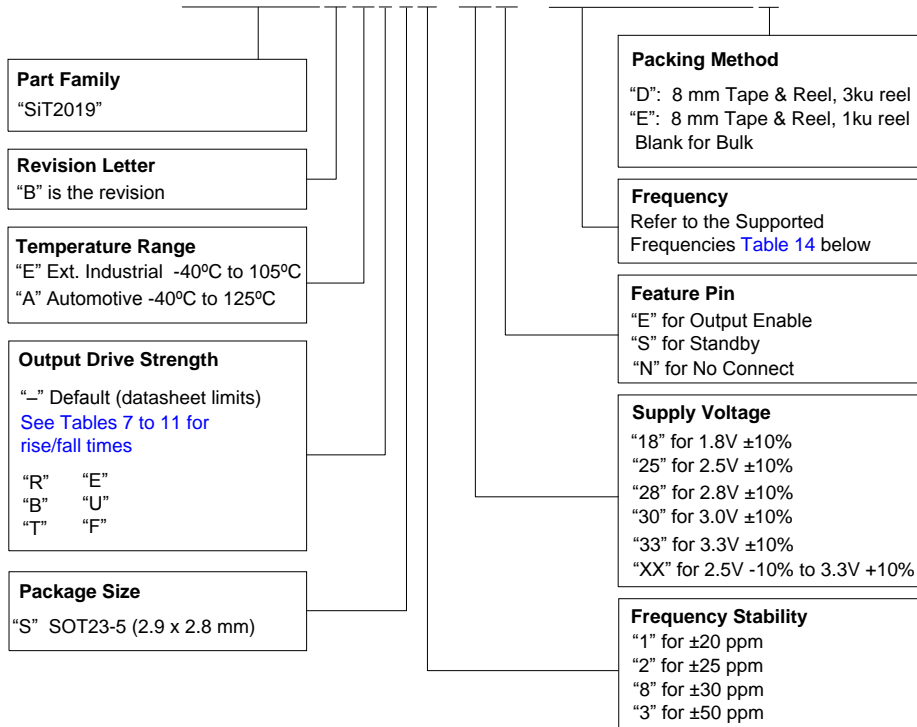 Part Family
“SiT2019”
Revision Letter
“B” is the revision
Temperature Range
“E” Ext. Industrial -40ºC to 105ºC
“A” Automotive -40ºC to 125ºC
Output Drive Strength
“–” Default (datasheet limits)
See Tables 7 to 11 for
rise/fall times
“R” “E”
“B” “U”
“T” “F”
Package Size
“S” SOT23-5 (2.9 x 2.8 mm)
Packing Method
“D”: 8 mm Tape & Reel, 3ku reel
“E”: 8 mm Tape & Reel, 1ku reel
Blank for Bulk
Frequency
Refer to the Supported
Frequencies Table 14 below
Feature Pin
“E” for Output Enable
“S” for Standby
“N” for No Connect
Supply Voltage
“18” for 1.8V ±10%
“25” for 2.5V ±10%
“28” for 2.8V ±10%
“30” for 3.0V ±10%
“33” for 3.3V ±10%
“XX” for 2.5V -10% to 3.3V +10%
Frequency Stability
“1” for ±20 ppm
“2” for ±25 ppm
“8” for ±30 ppm
“3” for ±50 ppm